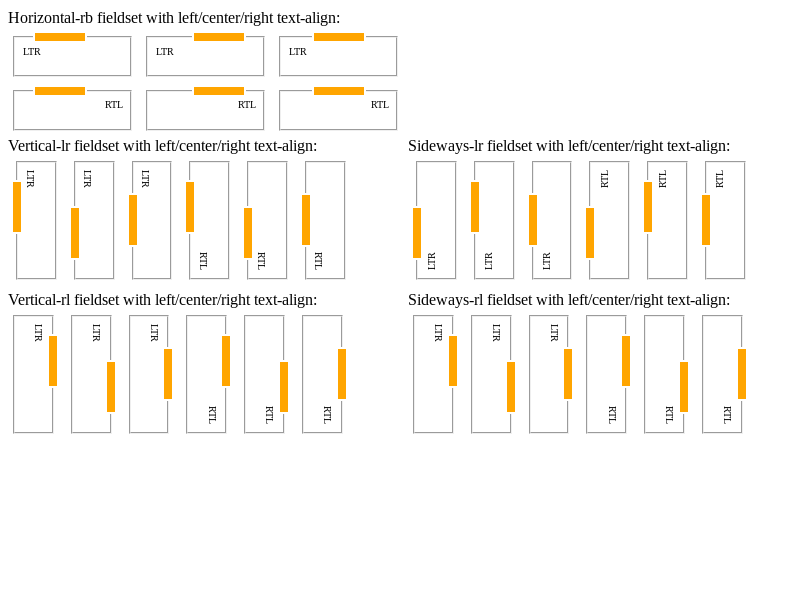 Horizontal-rb fieldset with left/center/right text-align:
LTR LTR LTR
RTL RTL RTL
Vertical-lr fieldset with left/center/right text-align:
LTR LTR LTR RTL RTL RTL
Sideways-lr fieldset with left/center/right text-align:
LTR LTR LTR RTL RTL RTL
Vertical-rl fieldset with left/center/right text-align:
LTR LTR LTR RTL RTL RTL
Sideways-rl fieldset with left/center/right text-align:
LTR LTR LTR RTL RTL RTL